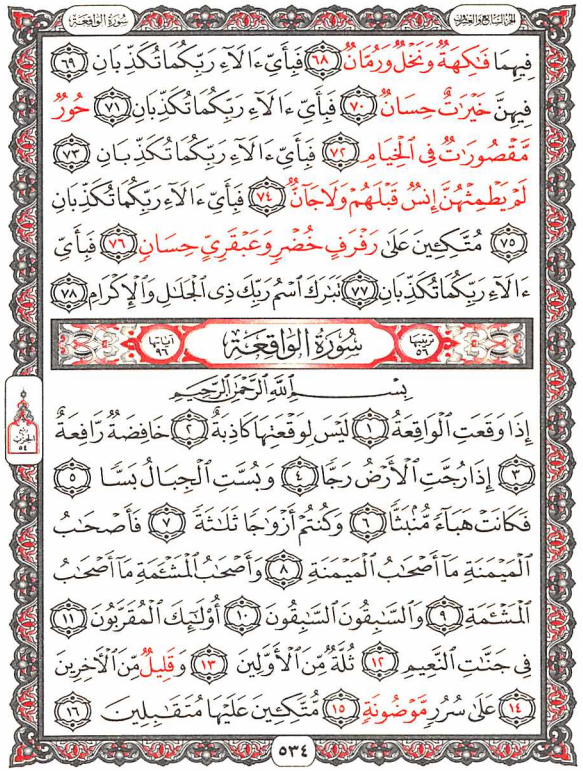 الجزء السابع والعشرون
سورة الواقعة
فِيهِمَا فَـٰكِهَةٌ وَنَخْلٌ وَرُمَّانٌ ٦٨ فَبِأَيِّ ءَالَآءِ رَبِّكُمَا تُكَذِّبَانِ ٦٩
فِيهِنَّ خَيْرَٰتٌ حِسَانٌ ٧٠ فَبِأَيِّ ءَالَآءِ رَبِّكُمَا تُكَذِّبَانِ ٧١ حُورٌ
مَّقْصُورَٰتٌ فِى ٱلْخِيَامِ ٧٢ فَبِأَيِّ ءَالَآءِ رَبِّكُمَا تُكَذِّبَانِ ٧٣
لَمْ يَطْمِثْهُنَّ إِنسٌ قَبْلَهُمْ وَلَا جَآنٌّ ٧٤ فَبِأَيِّ ءَالَآءِ رَبِّكُمَا تُكَذِّبَانِ
٧٥ مُتَّكِـِٔينَ عَلَىٰ رَفْرَفٍ خُضْرٍ وَعَبْقَرِىٍّ حِسَانٍ ٧٦ فَبِأَيِّ
ءَالَآءِ رَبِّكُمَا تُكَذِّبَانِ ٧٧ تَبَـٰرَكَ ٱسْمُ رَبِّكَ ذِى ٱلْجَلَـٰلِ وَٱلْإِكْرَامِ ٧٨
ترتيبها ٥٦ سُورَةُ الوَاقِعَةِ آياتها ٩٦
بِسْمِ ٱللَّهِ ٱلرَّحْمَـٰنِ ٱلرَّحِيمِ
إِذَا وَقَعَتِ ٱلْوَاقِعَةُ ١ لَيْسَ لِوَقْعَتِهَا كَاذِبَةٌ ٢ خَافِضَةٌ رَّافِعَةٌ
٣ إِذَا رُجَّتِ ٱلْأَرْضُ رَجًّا ٤ وَبُسَّتِ ٱلْجِبَالُ بَسًّا ٥
فَكَانَتْ هَبَآءً مُّنۢبَثًّا ٦ وَكُنتُمْ أَزْوَٰجًا ثَلَـٰثَةً ٧ فَأَصْحَـٰبُ
ٱلْمَيْمَنَةِ مَآ أَصْحَـٰبُ ٱلْمَيْمَنَةِ ٨ وَأَصْحَـٰبُ ٱلْمَشْـَٔمَةِ مَآ أَصْحَـٰبُ
ٱلْمَشْـَٔمَةِ ٩ وَٱلسَّـٰبِقُونَ ٱلسَّـٰبِقُونَ ١٠ أُو۟لَـٰٓئِكَ ٱلْمُقَرَّبُونَ ١١
فِى جَنَّـٰتِ ٱلنَّعِيمِ ١٢ ثُلَّةٌ مِّنَ ٱلْأَوَّلِينَ ١٣ وَقَلِيلٌ مِّنَ ٱلْـَٔاخِرِينَ
١٤ عَلَىٰ سُرُرٍ مَّوْضُونَةٍ ١٥ مُّتَّكِـِٔينَ عَلَيْهَا مُتَقَـٰبِلِينَ ١٦
الحزب
٥٤
٥٣٤